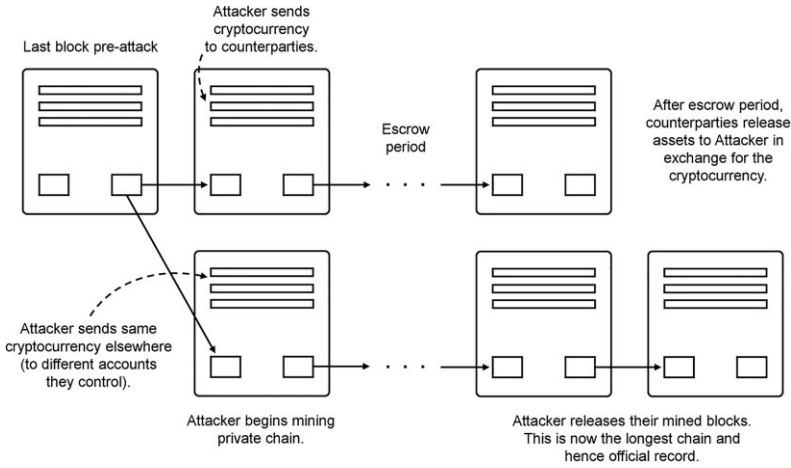 Last block pre-attack
Attacker sends
cryptocurrency
to counterparties.
Escrow
period
After escrow period,
counterparties release
assets to Attacker in
exchange for the
cryptocurrency.
Attacker sends same
cryptocurrency elsewhere
(to different accounts
they control).
Attacker begins mining
private chain.
Attacker releases their mined blocks.
This is now the longest chain and
hence official record.